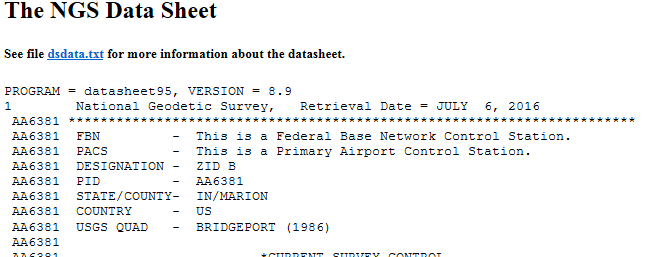 The NGS Data Sheet
See file dsdata.txt for more information about the datasheet.
PROGRAM = datasheet95, VERSION = 8.9
1 National Geodetic Survey, Retrieval Date = JULY 6, 2016
AA6381 ***********************************************************************
AA6381 FBN - This is a Federal Base Network Control Station.
AA6381 PACS - This is a Primary Airport Control Station.
AA6381 DESIGNATION - ZID B
AA6381 PID - AA6381
AA6381 STATE/COUNTY- IN/MARION
AA6381 COUNTRY - US
AA6381 USGS QUAD - BRIDGEPORT (1986)
AA6381
AA6381 *CURRENT SURVEY CONTROL